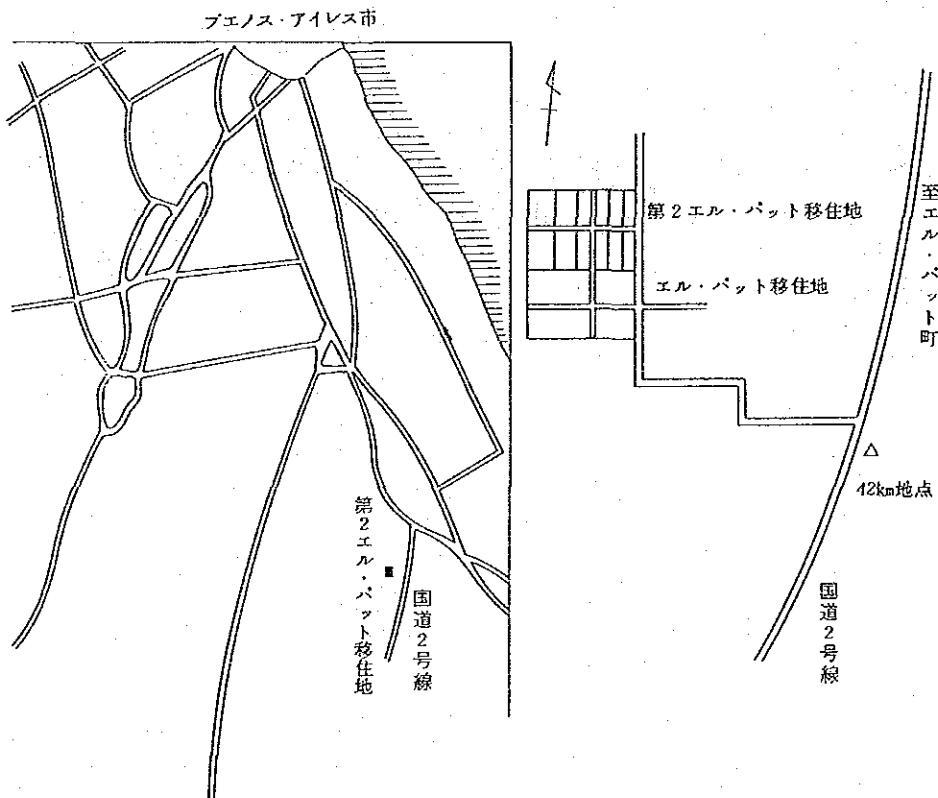 ブエノス・アイレス市
第2エル・パット移住地
国道2号線
第2エル・パット移住地
エル・パット移住地
至エル・パット町
42km地点
国道2号線